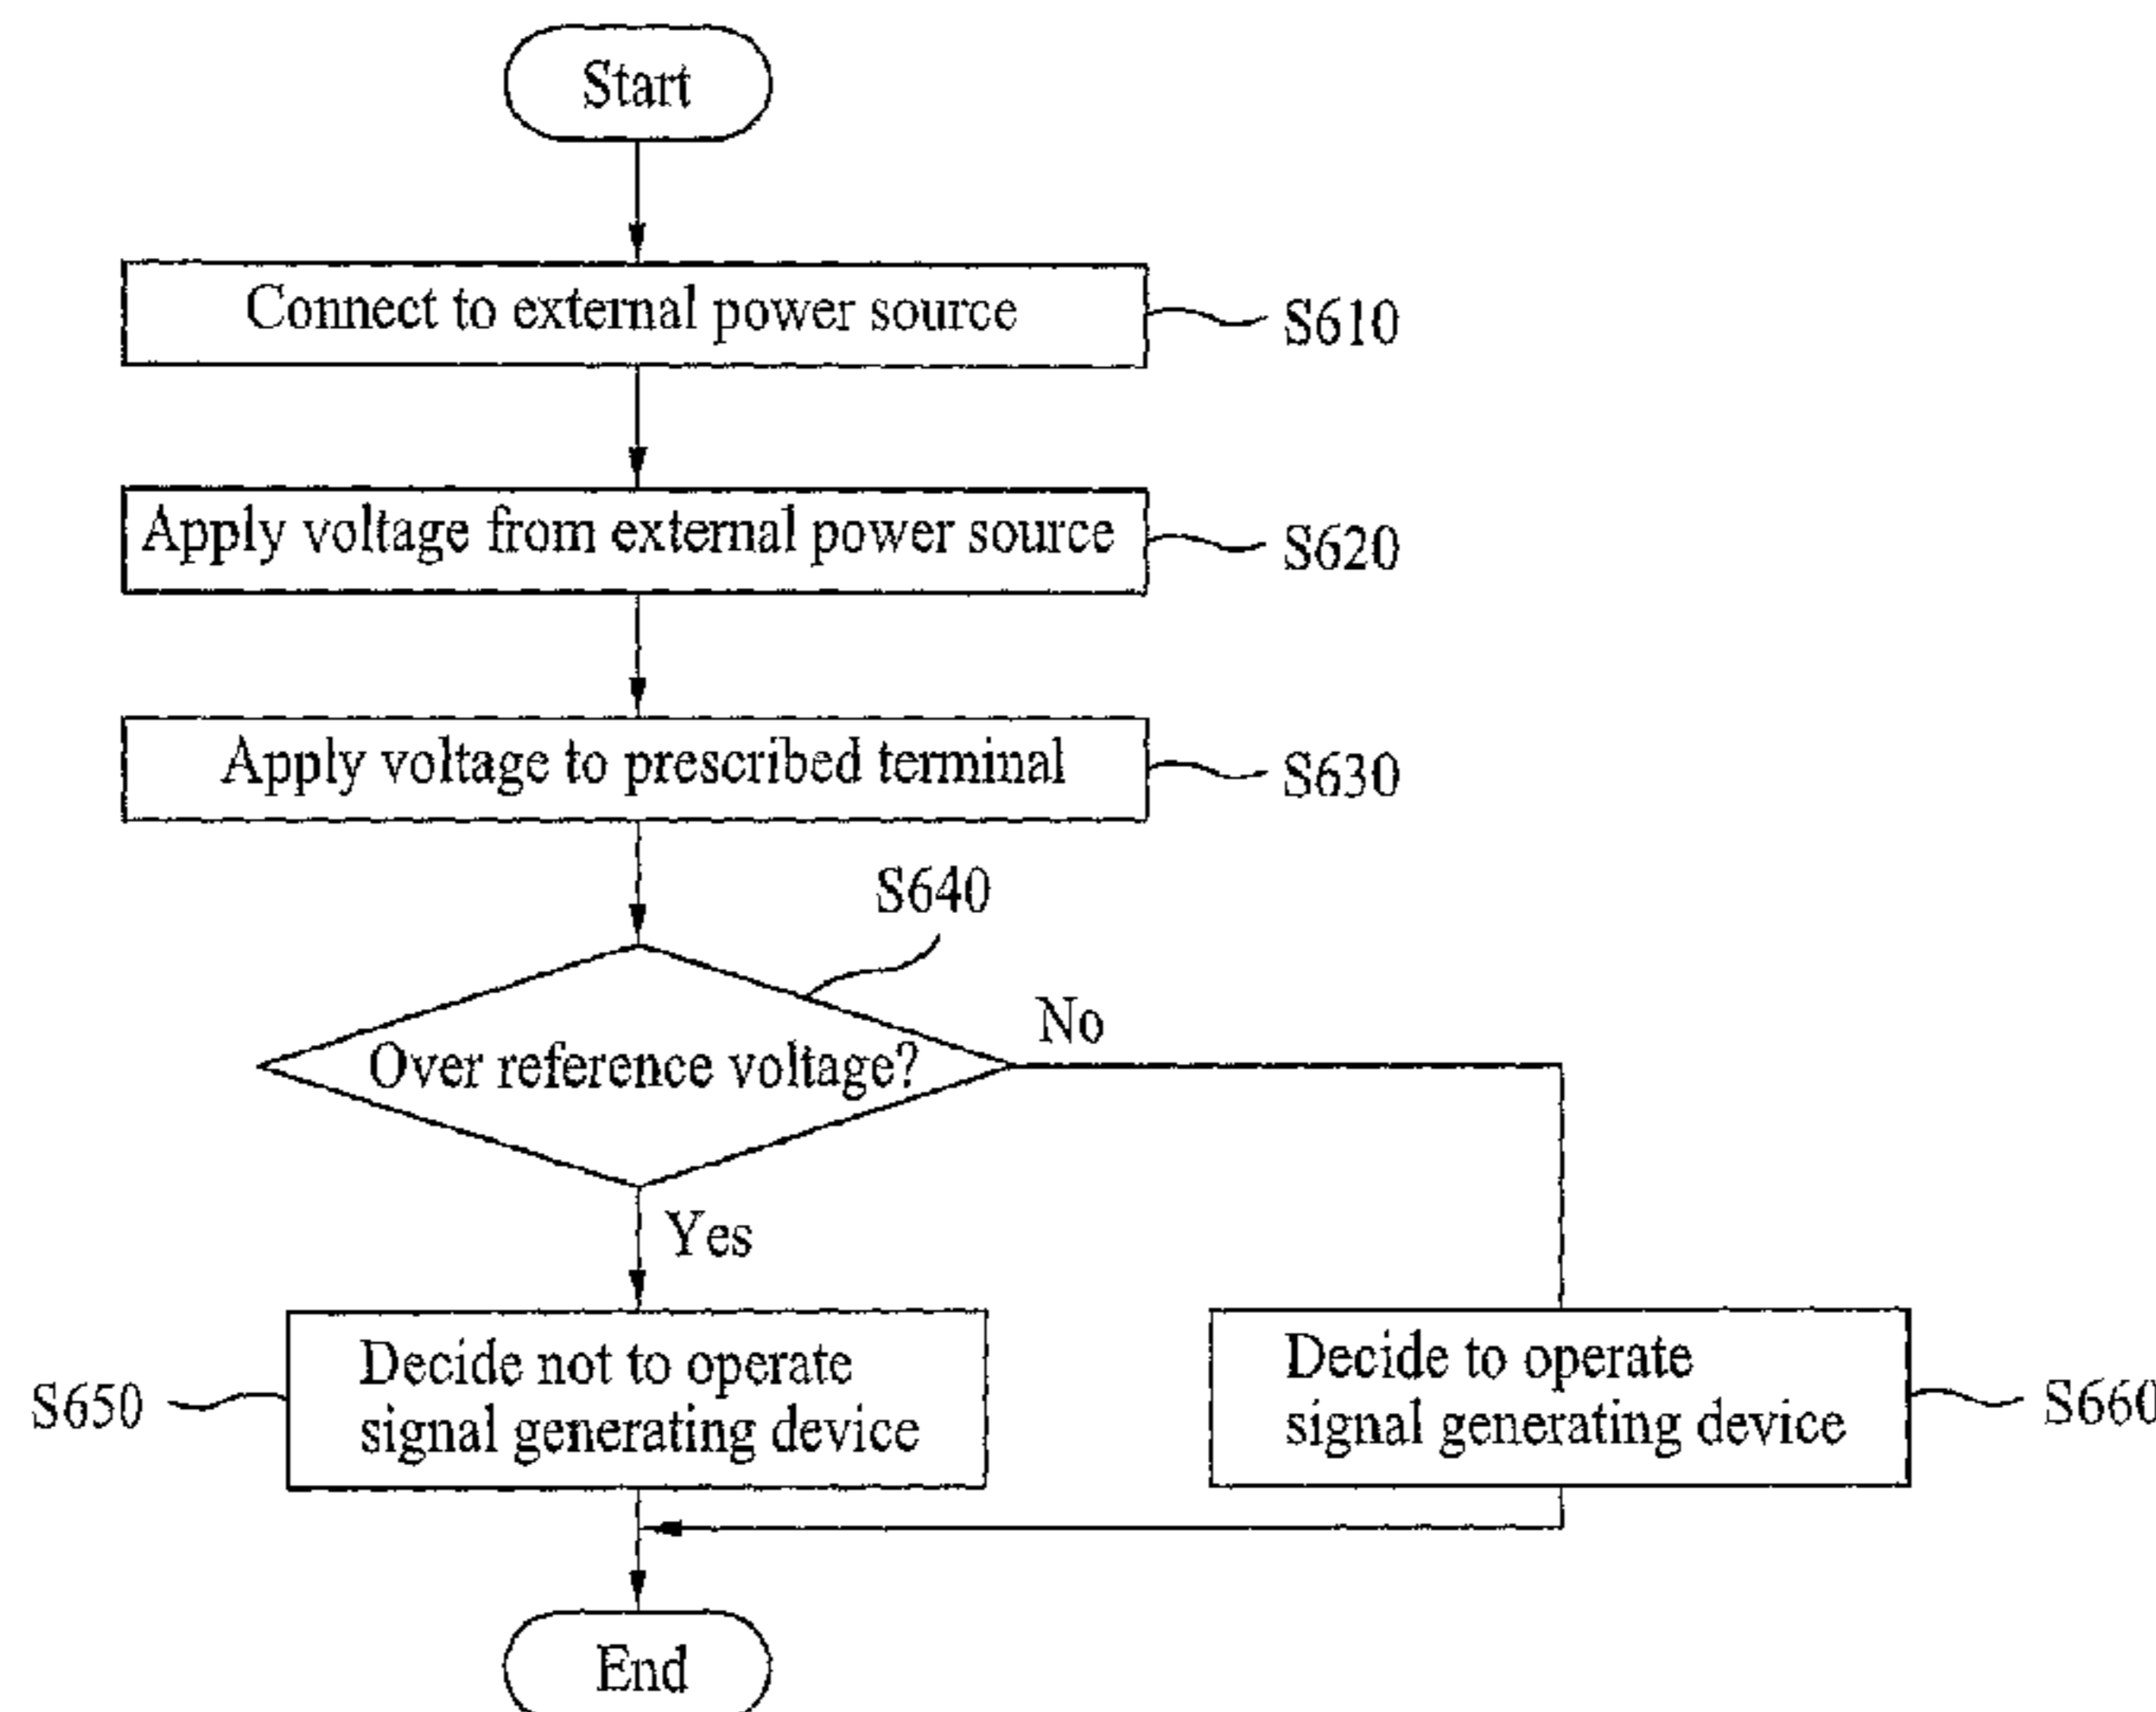 Start
Connect to external power source
S610
Apply voltage from external power source
S620
Apply voltage to prescribed terminal
S630
S640
Over reference voltage?
No
Yes
Decide not to operate
signal generating device
S650
Decide to operate
signal generating device
S660
End